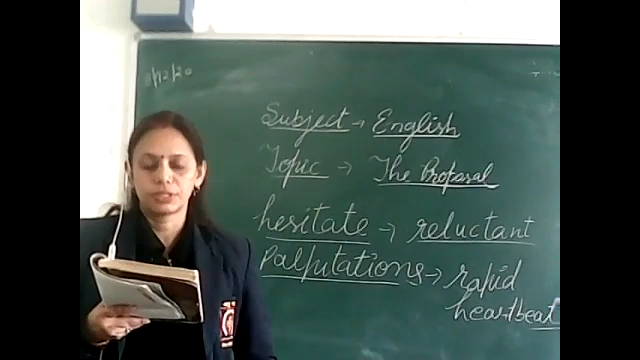 Subject → English
Topic → The Proposal
hesitate → reluctant
Palpitations → rapid
heartbeat